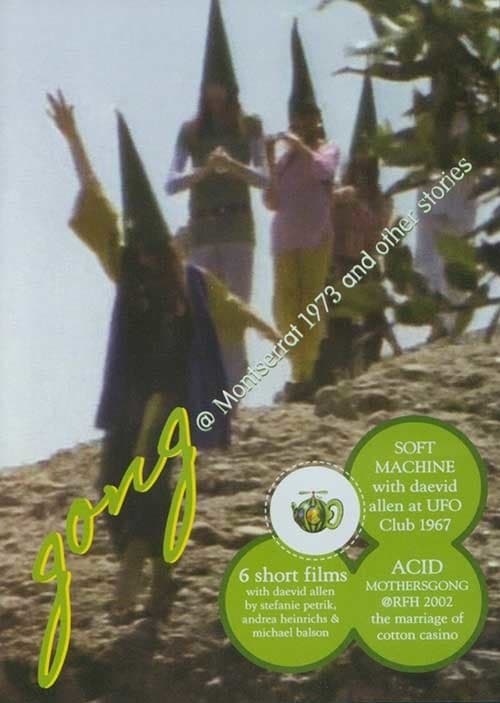 gong
@ Montserrat 1973 and other stories
SOFT
MACHINE
with daevid
allen at UFO
Club 1967
6 short films
with daevid allen
by stefanie petrik,
andrea heinrichs &
michael balson
ACID
MOTHERSGONG
@RFH 2002
the marriage of
cotton casino